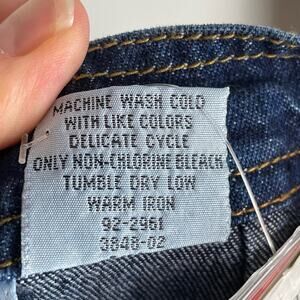 MACHINE WASH COLD
WITH LIKE COLORS
DELICATE CYCLE
ONLY NON-CHLORINE BLEACH
TUMBLE DRY LOW
WARM IRON
92-2961
3848-02